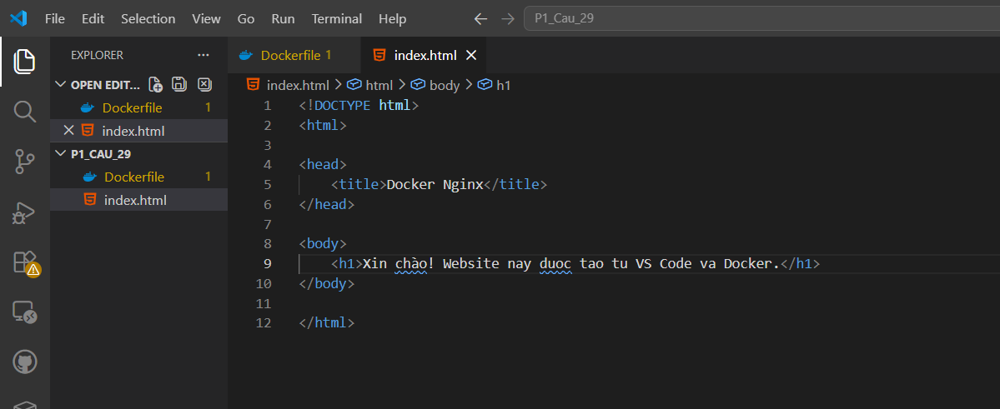 File Edit Selection View Go Run Terminal Help P1_Cau_29
EXPLORER
Dockerfile 1
index.html
OPEN EDIT...
Dockerfile 1
index.html
P1_CAU_29
Dockerfile 1
index.html
index.html > html > body > h1
1 <!DOCTYPE html>
2 <html>
3
4 <head>
5 <title>Docker Nginx</title>
6 </head>
7
8 <body>
9 <h1>Xin chào! Website nay duoc tao tu VS Code va Docker.</h1>
10 </body>
11
12 </html>